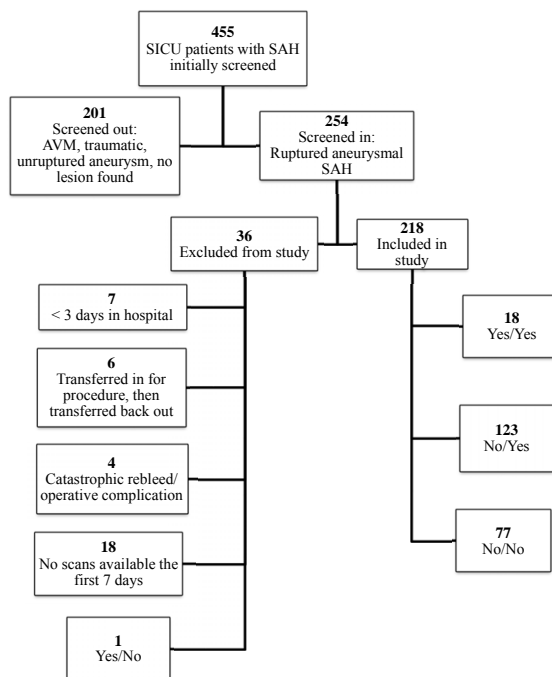 455
SICU patients with SAH
initially screened
201
Screened out:
AVM, traumatic,
unruptured aneurysm, no
lesion found
254
Screened in:
Ruptured aneurysmal
SAH
36
Excluded from study
218
Included in
study
7
< 3 days in hospital
6
Transferred in for
procedure, then
transferred back out
4
Catastrophic rebleed/
operative complication
18
No scans available the
first 7 days
1
Yes/No
18
Yes/Yes
123
No/Yes
77
No/No